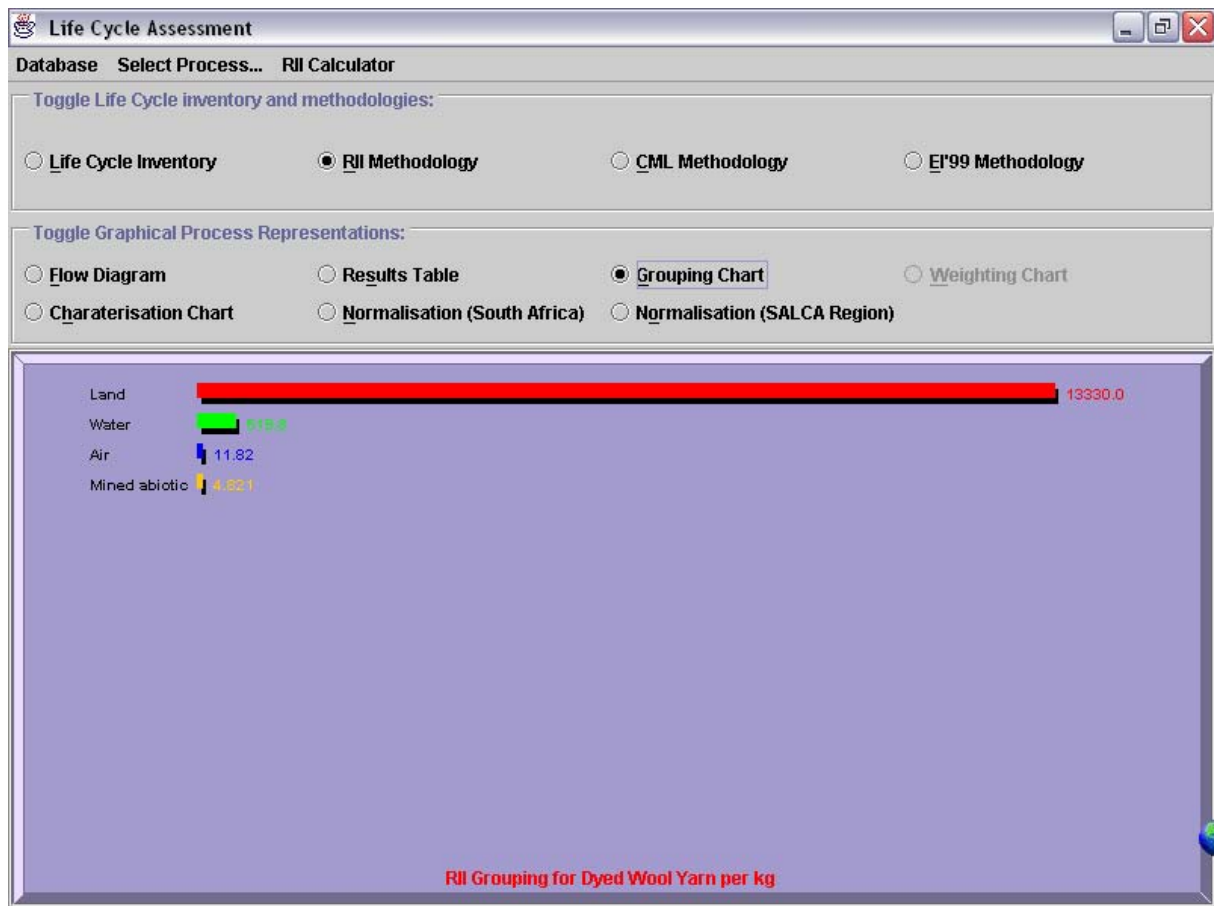 Life Cycle Assessment
Database Select Process... RII Calculator
Toggle Life Cycle inventory and methodologies:
Life Cycle Inventory RII Methodology CML Methodology EI'99 Methodology
Toggle Graphical Process Representations:
Flow Diagram Results Table Grouping Chart Weighting Chart
Charaterisation Chart Normalisation (South Africa) Normalisation (SALCA Region)
Land 13330.0
Water
Air 11.82
Mined abiotic 4.821
RII Grouping for Dyed Wool Yarn per kg